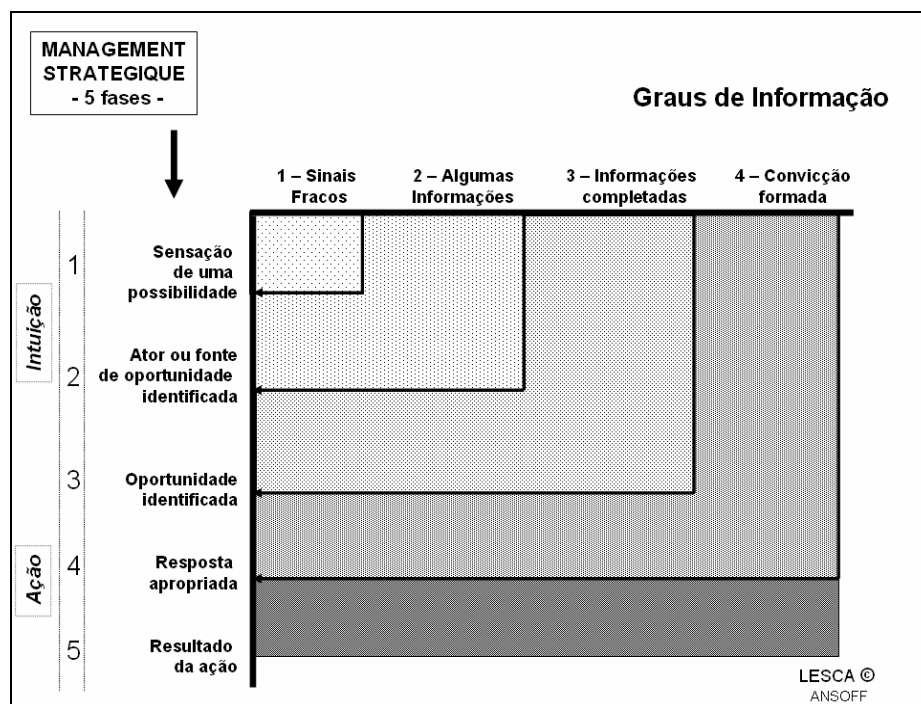 MANAGEMENT
STRATEGIQUE
- 5 fases -
Graus de Informação
1 – Sinais
Fracos
2 – Algumas
Informações
3 – Informações
completadas
4 – Convicção
formada
Intuição
1
Sensação
de uma
possibilidade
2
Ator ou fonte
de oportunidade
identificada
3
Oportunidade
identificada
Ação
4
Resposta
apropriada
5
Resultado
da ação
LESCA ©
ANSOFF